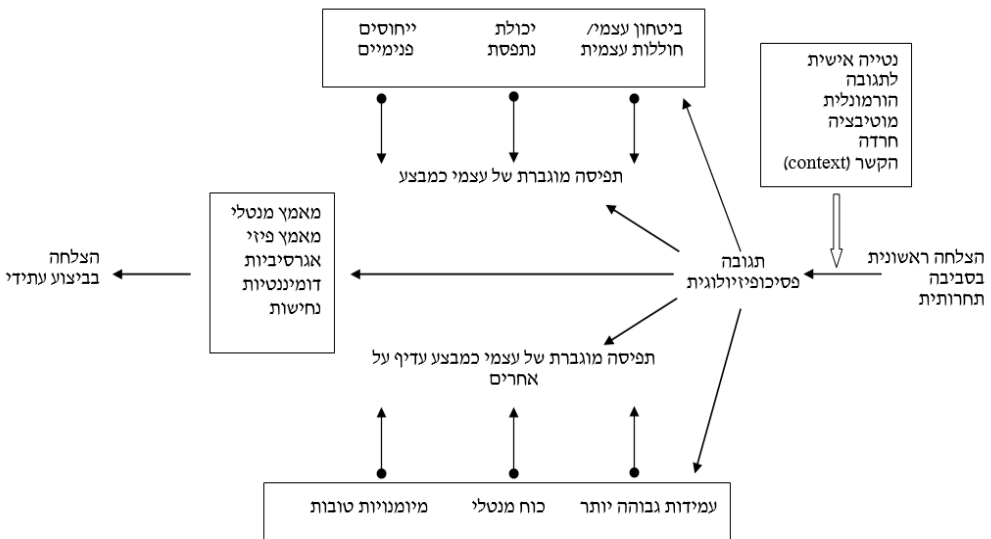 ביטחון עצמי/
חוללות עצמית
יכולת
נתפסת
ייחוסים
פנימיים
נטייה אישית
לתגובה
הורמונלית
מוטיבציה
חרדה
הקשר (context)
תפיסה מוגברת של עצמי כמבצע
הצלחה ראשונית
בסביבה
תחרותית
תגובה
פסיכופיזיולוגית
מאמץ מנטלי
מאמץ פיזי
אגרסיביות
דומיננטיות
נחישות
הצלחה
בביצוע עתידי
תפיסה מוגברת של עצמי כמבצע עדיף על
אחרים
עמידות גבוהה יותר
כוח מנטלי
מיומנויות טובות